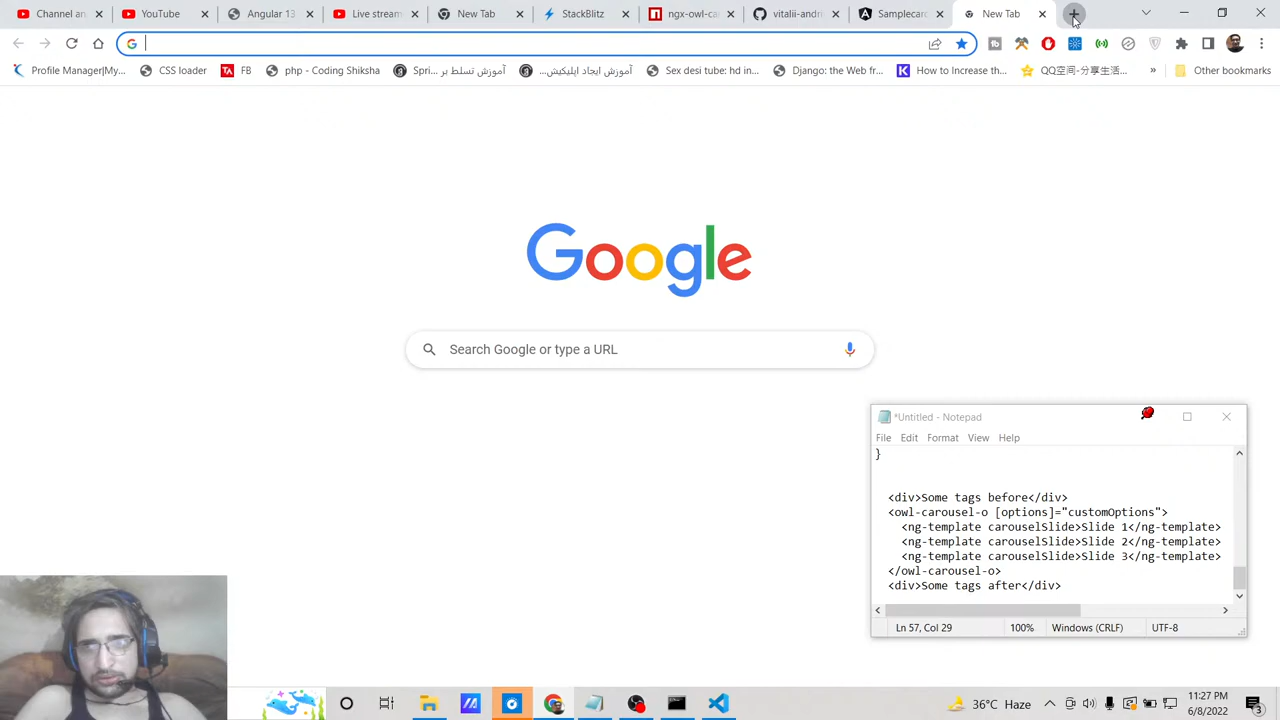 Channel an
YouTube
Angular 13
Live stream
New Tab
StackBlitz
ngx-owl-ca
vitalii-and
Samplecar
New Tab
Profile Manager|My...
CSS loader
TA FB
php - Coding Shiksha
آموزش تسلط بر Spri...
آموزش ایجاد اپلیکیش...
Sex desi tube: hd in...
Django: the Web fr...
K How to Increase th...
QQ空间-分享生活...
»
Other bookmarks
Google
Search Google or type a URL
*Untitled - Notepad
File Edit Format View Help
}
<div>Some tags before</div>
<owl-carousel-o [options]="customOptions">
<ng-template carouselSlide>Slide 1</ng-template>
<ng-template carouselSlide>Slide 2</ng-template>
<ng-template carouselSlide>Slide 3</ng-template>
</owl-carousel-o>
<div>Some tags after</div>
Ln 57, Col 29 100% Windows (CRLF) UTF-8
36°C Haze
11:27 PM
6/8/2022
3